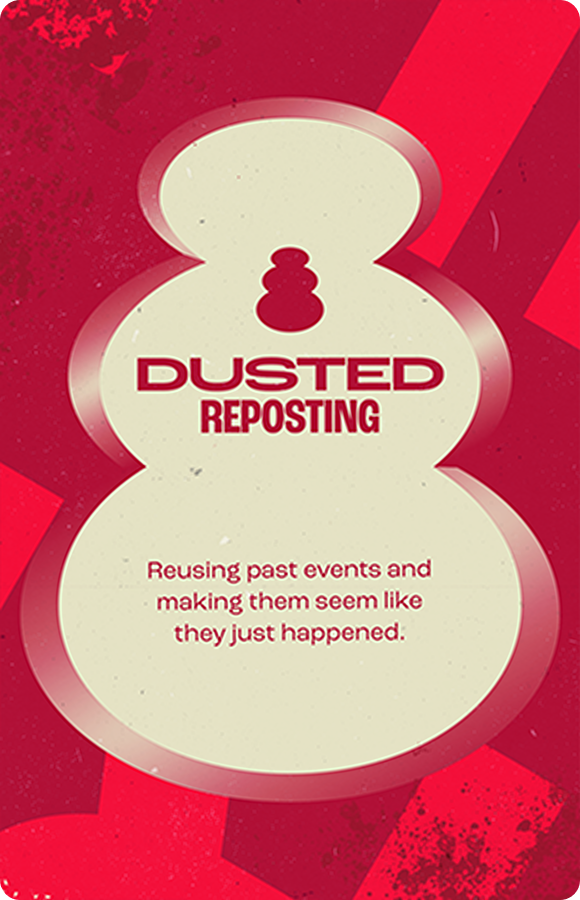 DUSTED
REPOSTING
Reusing past events and
making them seem like
they just happened.